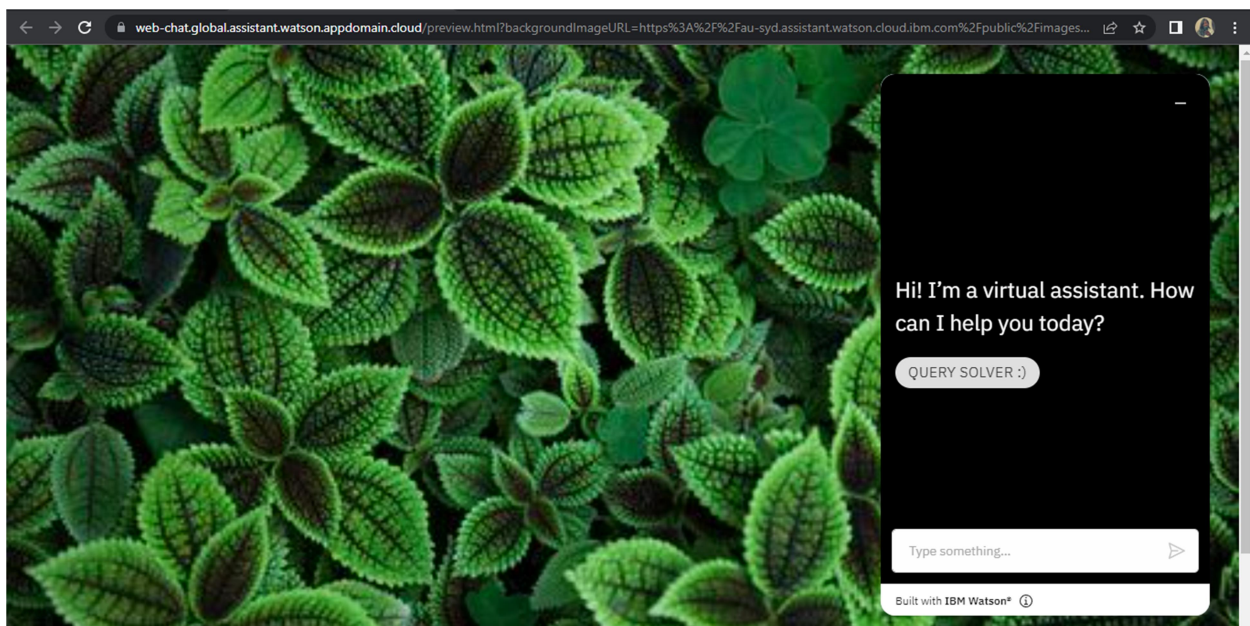 web-chat.global.assistant.watson.appdomain.cloud/preview.html?backgroundImageURL=https%3A%2F%2Fau-syd.assistant.watson.cloud.ibm.com%2Fpublic%2Fimages...
Hi! I’m a virtual assistant. How
can I help you today?
QUERY SOLVER :)
Type something...
Built with IBM Watson®